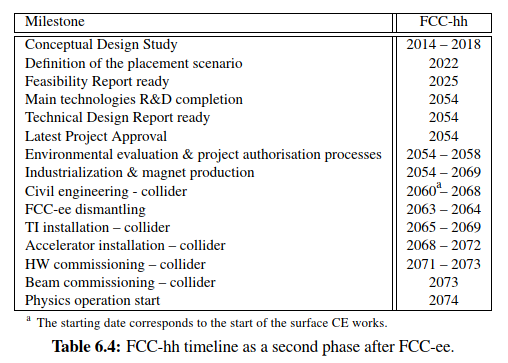 Milestone FCC-hh
Conceptual Design Study 2014 – 2018
Definition of the placement scenario 2022
Feasibility Report ready 2025
Main technologies R&D completion 2054
Technical Design Report ready 2054
Latest Project Approval 2054
Environmental evaluation & project authorisation processes 2054 – 2058
Industrialization & magnet production 2054 – 2069
Civil engineering - collider 2060a – 2068
FCC-ee dismantling 2063 – 2064
TI installation – collider 2065 – 2069
Accelerator installation – collider 2068 – 2072
HW commissioning – collider 2071 – 2073
Beam commissioning – collider 2073
Physics operation start 2074
a The starting date corresponds to the start of the surface CE works.
Table 6.4: FCC-hh timeline as a second phase after FCC-ee.